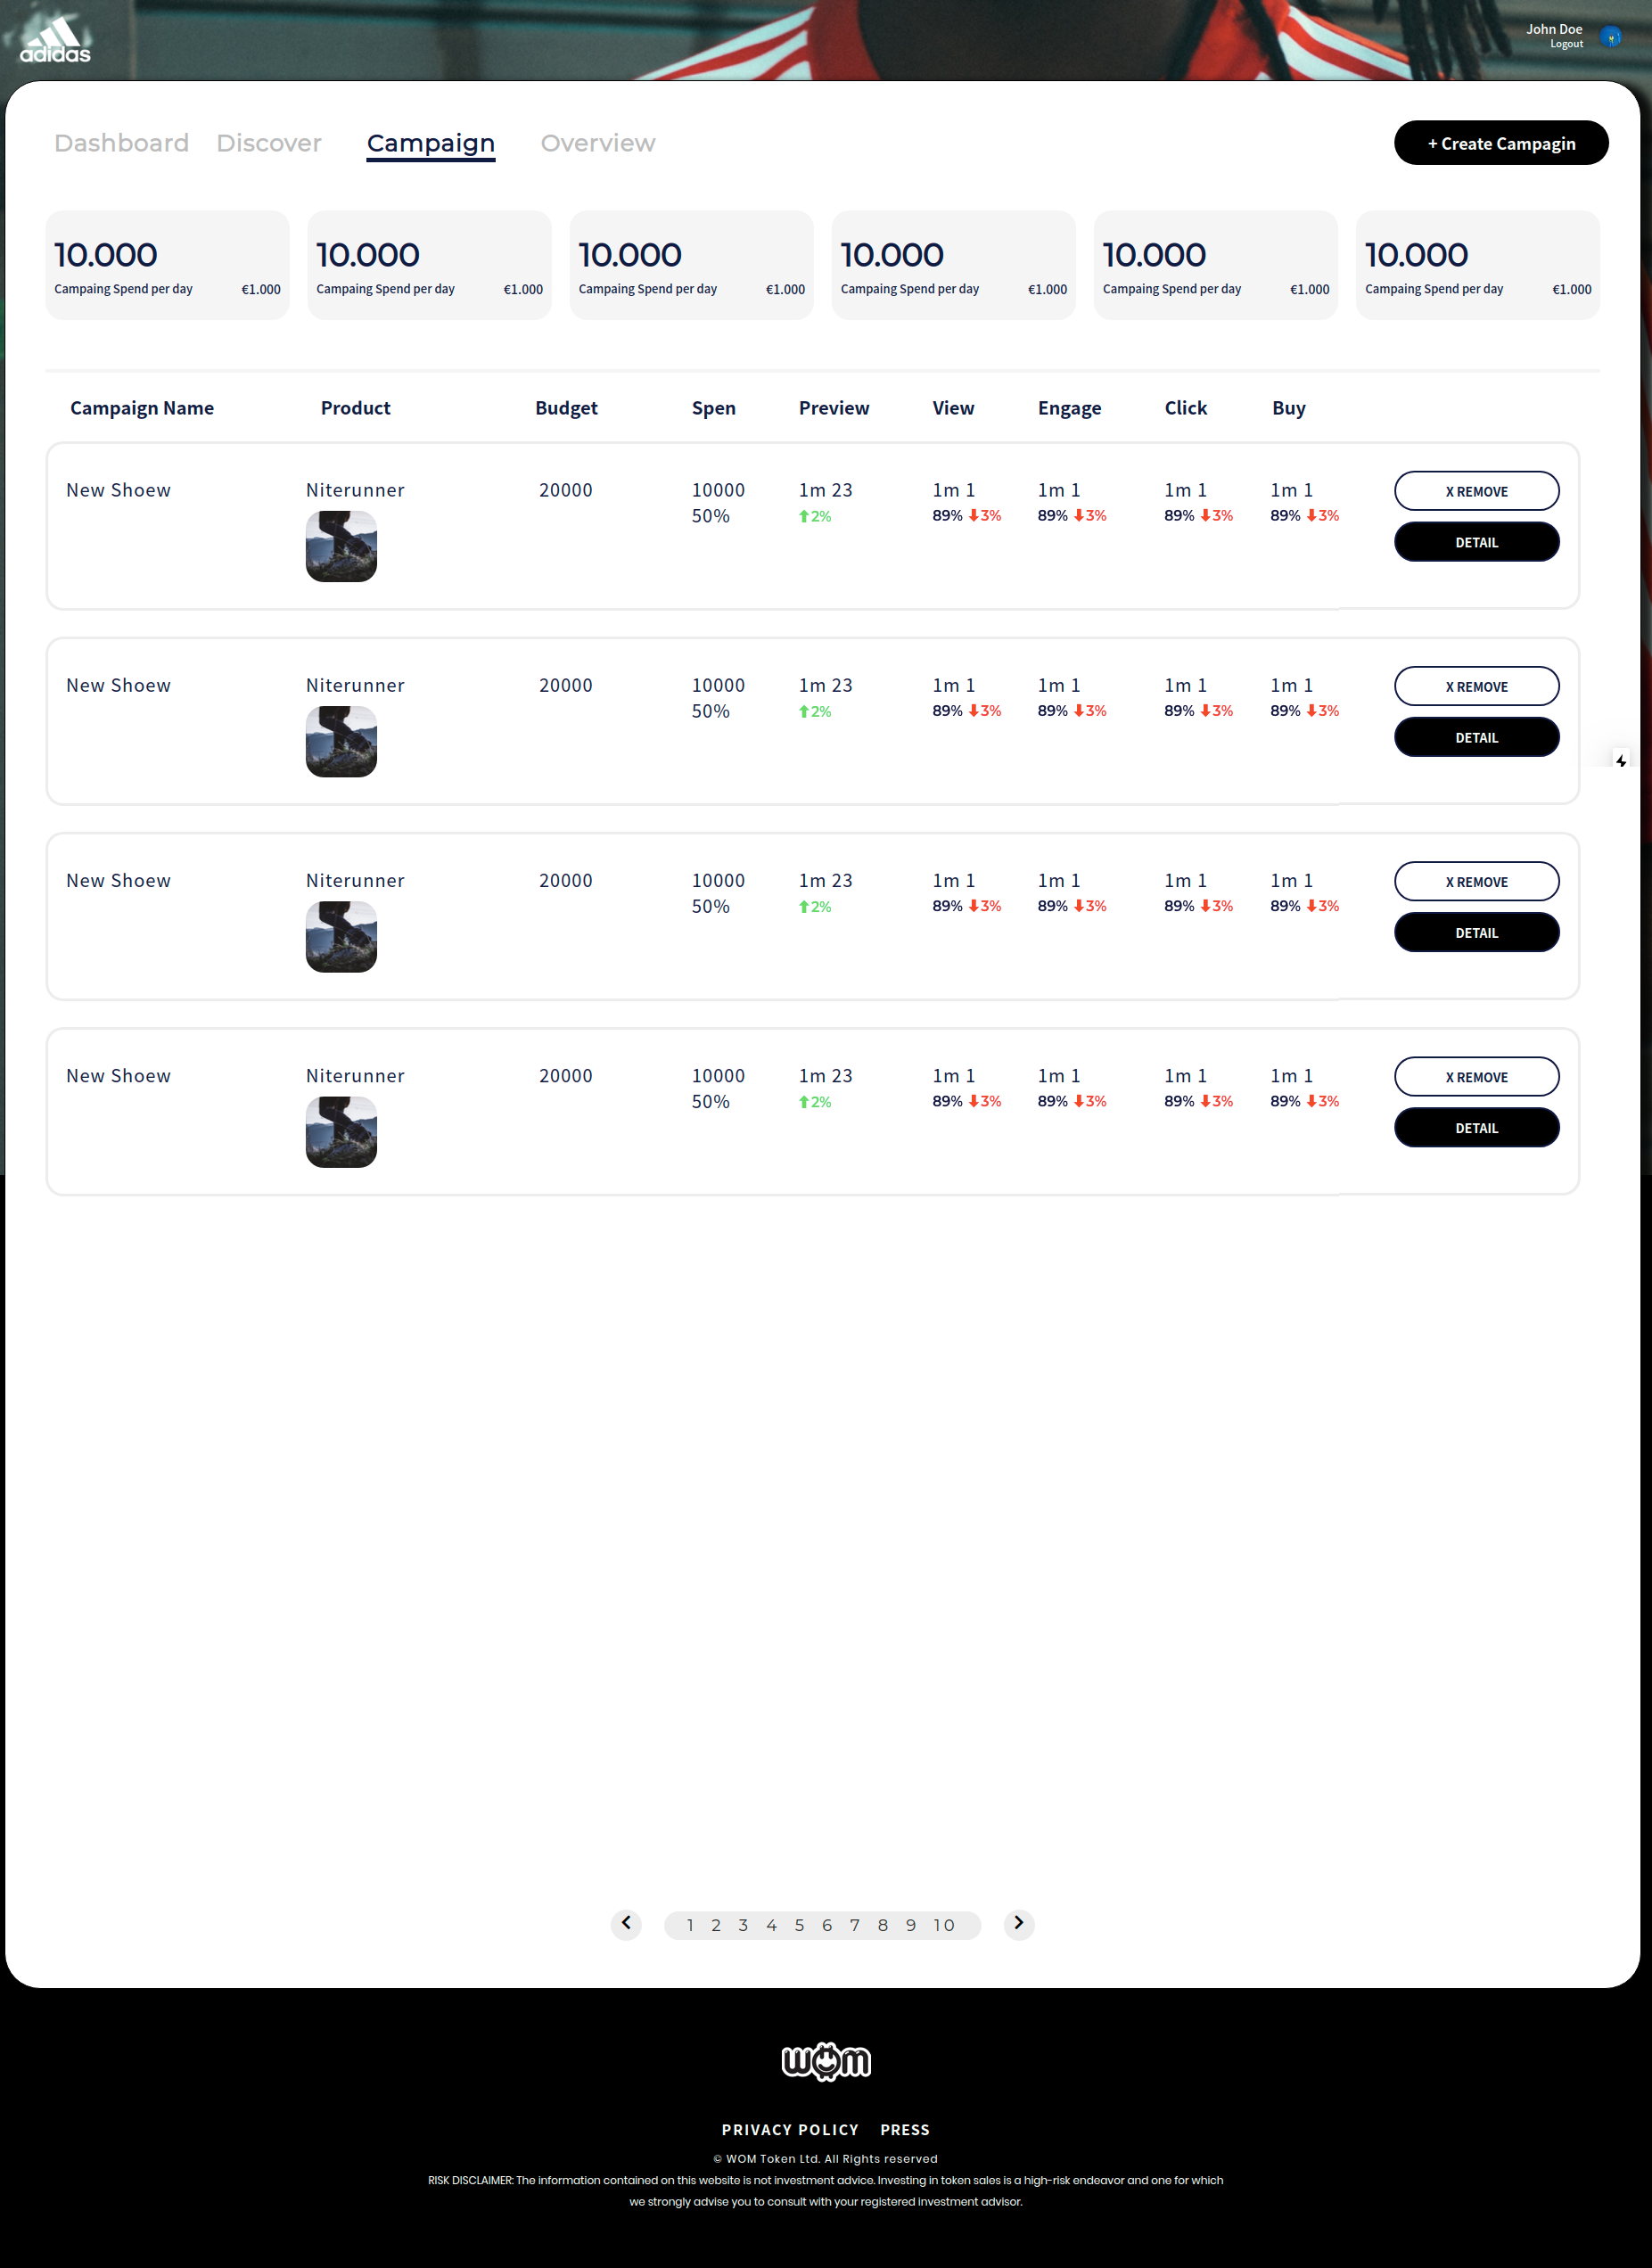 adidas
John Doe
Logout
Dashboard Discover Campaign Overview
+ Create Campagin
10.000 10.000 10.000 10.000 10.000 10.000
Campaing Spend per day €1.000 Campaing Spend per day €1.000 Campaing Spend per day €1.000 Campaing Spend per day €1.000 Campaing Spend per day €1.000 Campaing Spend per day €1.000
Campaign Name Product Budget Spen Preview View Engage Click Buy
New Shoew Niterunner 20000 10000 1m 23 1m 1 1m 1 1m 1 1m 1 X REMOVE
50% 2% 89% 3% 89% 3% 89% 3% 89% 3%
DETAIL
New Shoew Niterunner 20000 10000 1m 23 1m 1 1m 1 1m 1 1m 1 X REMOVE
50% 2% 89% 3% 89% 3% 89% 3% 89% 3%
DETAIL
New Shoew Niterunner 20000 10000 1m 23 1m 1 1m 1 1m 1 1m 1 X REMOVE
50% 2% 89% 3% 89% 3% 89% 3% 89% 3%
DETAIL
New Shoew Niterunner 20000 10000 1m 23 1m 1 1m 1 1m 1 1m 1 X REMOVE
50% 2% 89% 3% 89% 3% 89% 3% 89% 3%
DETAIL
1 2 3 4 5 6 7 8 9 10
wom
PRIVACY POLICY PRESS
© WOM Token Ltd. All Rights reserved
RISK DISCLAIMER: The information contained on this website is not investment advice. Investing in token sales is a high-risk endeavor and one for which
we strongly advise you to consult with your registered investment advisor.